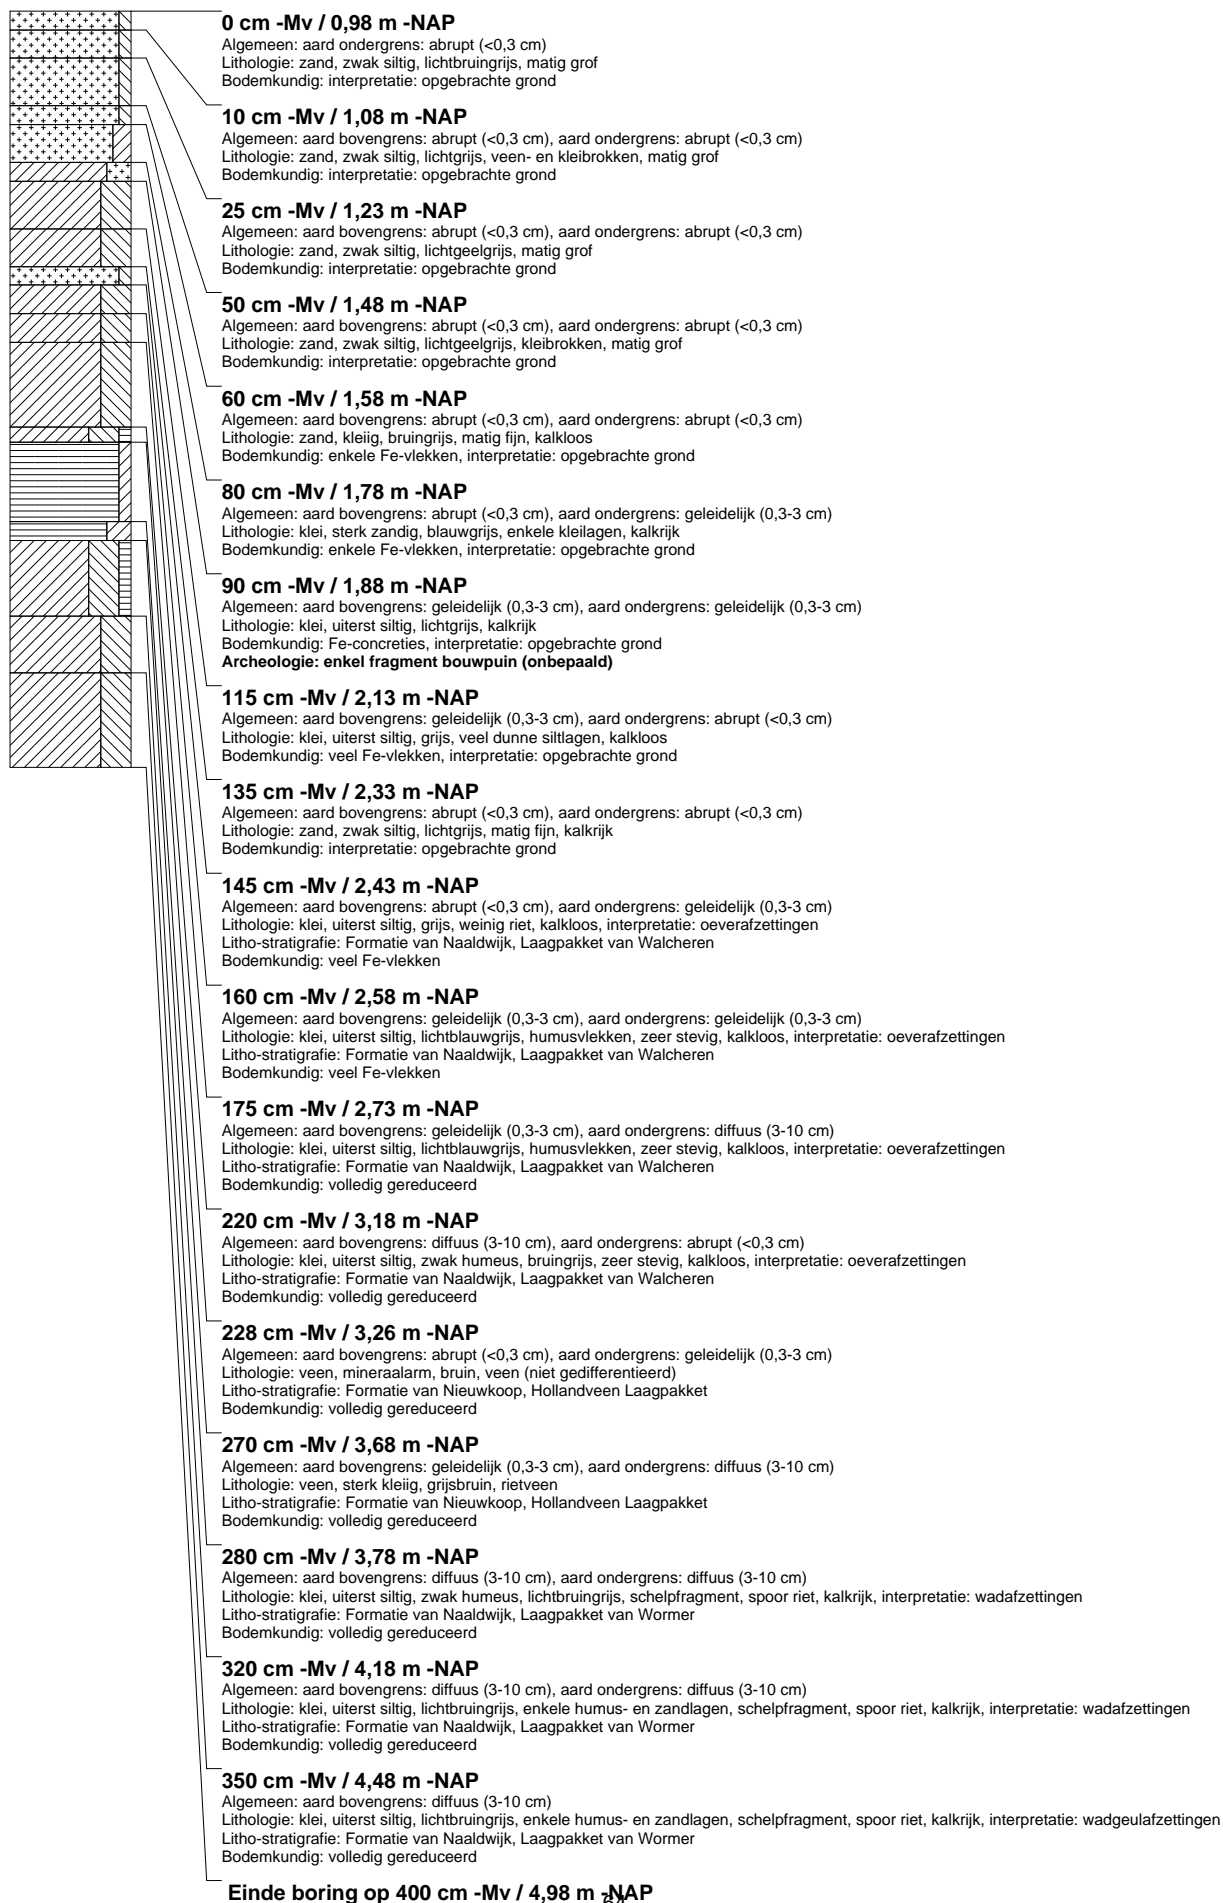 0 cm -Mv / 0,98 m -NAP
Algemeen: aard ondergrens: abrupt (<0,3 cm)
Lithologie: zand, zwak siltig, lichtbruingrijs, matig grof
Bodemkundig: interpretatie: opgebrachte grond
10 cm -Mv / 1,08 m -NAP
Algemeen: aard bovengrens: abrupt (<0,3 cm), aard ondergrens: abrupt (<0,3 cm)
Lithologie: zand, zwak siltig, lichtgrijs, veen- en kleibrokken, matig grof
Bodemkundig: interpretatie: opgebrachte grond
25 cm -Mv / 1,23 m -NAP
Algemeen: aard bovengrens: abrupt (<0,3 cm), aard ondergrens: abrupt (<0,3 cm)
Lithologie: zand, zwak siltig, lichtgeelgrijs, matig grof
Bodemkundig: interpretatie: opgebrachte grond
50 cm -Mv / 1,48 m -NAP
Algemeen: aard bovengrens: abrupt (<0,3 cm), aard ondergrens: abrupt (<0,3 cm)
Lithologie: zand, zwak siltig, lichtgeelgrijs, kleibrokken, matig grof
Bodemkundig: interpretatie: opgebrachte grond
60 cm -Mv / 1,58 m -NAP
Algemeen: aard bovengrens: abrupt (<0,3 cm), aard ondergrens: abrupt (<0,3 cm)
Lithologie: zand, kleiig, bruingrijs, matig fijn, kalkloos
Bodemkundig: enkele Fe-vlekken, interpretatie: opgebrachte grond
80 cm -Mv / 1,78 m -NAP
Algemeen: aard bovengrens: abrupt (<0,3 cm), aard ondergrens: geleidelijk (0,3-3 cm)
Lithologie: klei, sterk zandig, blauwgrijs, enkele kleilagen, kalkrijk
Bodemkundig: enkele Fe-vlekken, interpretatie: opgebrachte grond
90 cm -Mv / 1,88 m -NAP
Algemeen: aard bovengrens: geleidelijk (0,3-3 cm), aard ondergrens: geleidelijk (0,3-3 cm)
Lithologie: klei, uiterst siltig, lichtgrijs, kalkrijk
Bodemkundig: Fe-concreties, interpretatie: opgebrachte grond
Archeologie: enkel fragment bouwpuin (onbepaald)
115 cm -Mv / 2,13 m -NAP
Algemeen: aard bovengrens: geleidelijk (0,3-3 cm), aard ondergrens: abrupt (<0,3 cm)
Lithologie: klei, uiterst siltig, grijs, veel dunne siltlagen, kalkloos
Bodemkundig: veel Fe-vlekken, interpretatie: opgebrachte grond
135 cm -Mv / 2,33 m -NAP
Algemeen: aard bovengrens: abrupt (<0,3 cm), aard ondergrens: abrupt (<0,3 cm)
Lithologie: zand, zwak siltig, lichtgrijs, matig fijn, kalkrijk
Bodemkundig: interpretatie: opgebrachte grond
145 cm -Mv / 2,43 m -NAP
Algemeen: aard bovengrens: abrupt (<0,3 cm), aard ondergrens: geleidelijk (0,3-3 cm)
Lithologie: klei, uiterst siltig, grijs, weinig riet, kalkloos, interpretatie: oeverafzettingen
Litho-stratigrafie: Formatie van Naaldwijk, Laagpakket van Walcheren
Bodemkundig: veel Fe-vlekken
160 cm -Mv / 2,58 m -NAP
Algemeen: aard bovengrens: geleidelijk (0,3-3 cm), aard ondergrens: geleidelijk (0,3-3 cm)
Lithologie: klei, uiterst siltig, lichtblauwgrijs, humusvlekken, zeer stevig, kalkloos, interpretatie: oeverafzettingen
Litho-stratigrafie: Formatie van Naaldwijk, Laagpakket van Walcheren
Bodemkundig: veel Fe-vlekken
175 cm -Mv / 2,73 m -NAP
Algemeen: aard bovengrens: geleidelijk (0,3-3 cm), aard ondergrens: diffuus (3-10 cm)
Lithologie: klei, uiterst siltig, lichtblauwgrijs, humusvlekken, zeer stevig, kalkloos, interpretatie: oeverafzettingen
Litho-stratigrafie: Formatie van Naaldwijk, Laagpakket van Walcheren
Bodemkundig: volledig gereduceerd
220 cm -Mv / 3,18 m -NAP
Algemeen: aard bovengrens: diffuus (3-10 cm), aard ondergrens: abrupt (<0,3 cm)
Lithologie: klei, uiterst siltig, zwak humeus, bruingrijs, zeer stevig, kalkloos, interpretatie: oeverafzettingen
Litho-stratigrafie: Formatie van Naaldwijk, Laagpakket van Walcheren
Bodemkundig: volledig gereduceerd
228 cm -Mv / 3,26 m -NAP
Algemeen: aard bovengrens: abrupt (<0,3 cm), aard ondergrens: geleidelijk (0,3-3 cm)
Lithologie: veen, mineraalarm, bruin, veen (niet gedifferentieerd)
Litho-stratigrafie: Formatie van Nieuwkoop, Hollandveen Laagpakket
Bodemkundig: volledig gereduceerd
270 cm -Mv / 3,68 m -NAP
Algemeen: aard bovengrens: geleidelijk (0,3-3 cm), aard ondergrens: diffuus (3-10 cm)
Lithologie: veen, sterk kleiig, grijsbruin, rietveen
Litho-stratigrafie: Formatie van Nieuwkoop, Hollandveen Laagpakket
Bodemkundig: volledig gereduceerd
280 cm -Mv / 3,78 m -NAP
Algemeen: aard bovengrens: diffuus (3-10 cm), aard ondergrens: diffuus (3-10 cm)
Lithologie: klei, uiterst siltig, zwak humeus, lichtbruingrijs, schelpfragment, spoor riet, kalkrijk, interpretatie: wadafzettingen
Litho-stratigrafie: Formatie van Naaldwijk, Laagpakket van Wormer
Bodemkundig: volledig gereduceerd
320 cm -Mv / 4,18 m -NAP
Algemeen: aard bovengrens: diffuus (3-10 cm), aard ondergrens: diffuus (3-10 cm)
Lithologie: klei, uiterst siltig, lichtbruingrijs, enkele humus- en zandlagen, schelpfragment, spoor riet, kalkrijk, interpretatie: wadafzettingen
Litho-stratigrafie: Formatie van Naaldwijk, Laagpakket van Wormer
Bodemkundig: volledig gereduceerd
350 cm -Mv / 4,48 m -NAP
Algemeen: aard bovengrens: diffuus (3-10 cm)
Lithologie: klei, uiterst siltig, lichtbruingrijs, enkele humus- en zandlagen, schelpfragment, spoor riet, kalkrijk, interpretatie: wadgeulafzettingen
Litho-stratigrafie: Formatie van Naaldwijk, Laagpakket van Wormer
Bodemkundig: volledig gereduceerd
Einde boring op 400 cm -Mv / 4,98 m -NAP